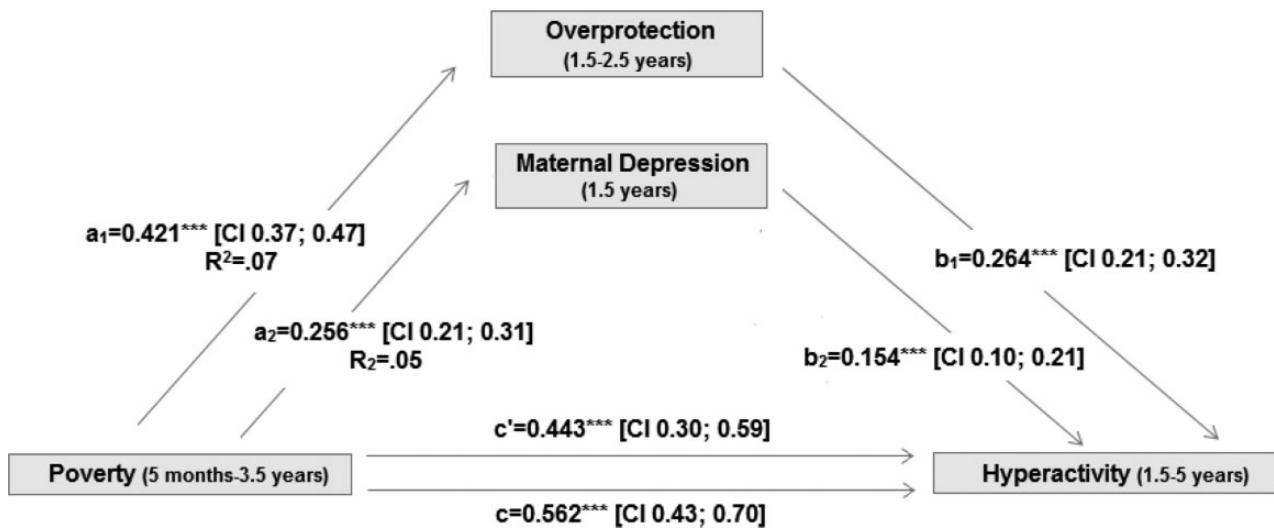 Overprotection
(1.5-2.5 years)
Maternal Depression
(1.5 years)
a₁=0.421*** [CI 0.37; 0.47]
R²=.07
b₁=0.264*** [CI 0.21; 0.32]
a₂=0.256*** [CI 0.21; 0.31]
R₂=.05
b₂=0.154*** [CI 0.10; 0.21]
c'=0.443*** [CI 0.30; 0.59]
Poverty (5 months-3.5 years)
Hyperactivity (1.5-5 years)
c=0.562*** [CI 0.43; 0.70]